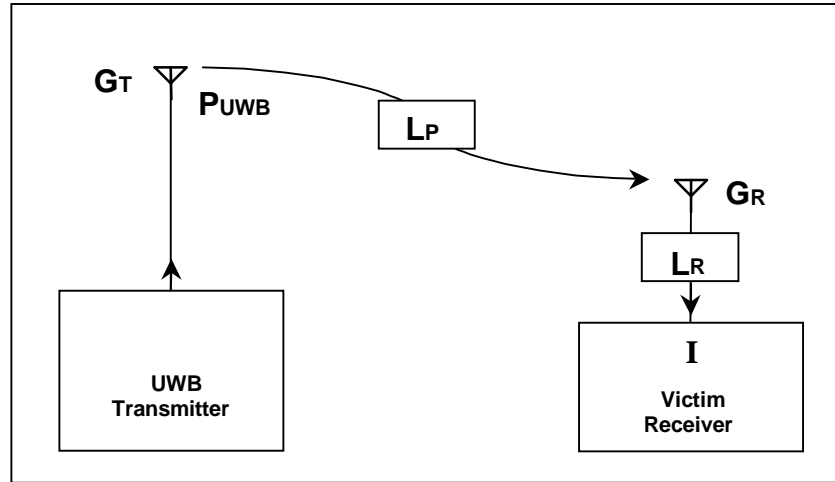 GT
PUWB
LP
GR
LR
UWB
Transmitter
I
Victim
Receiver